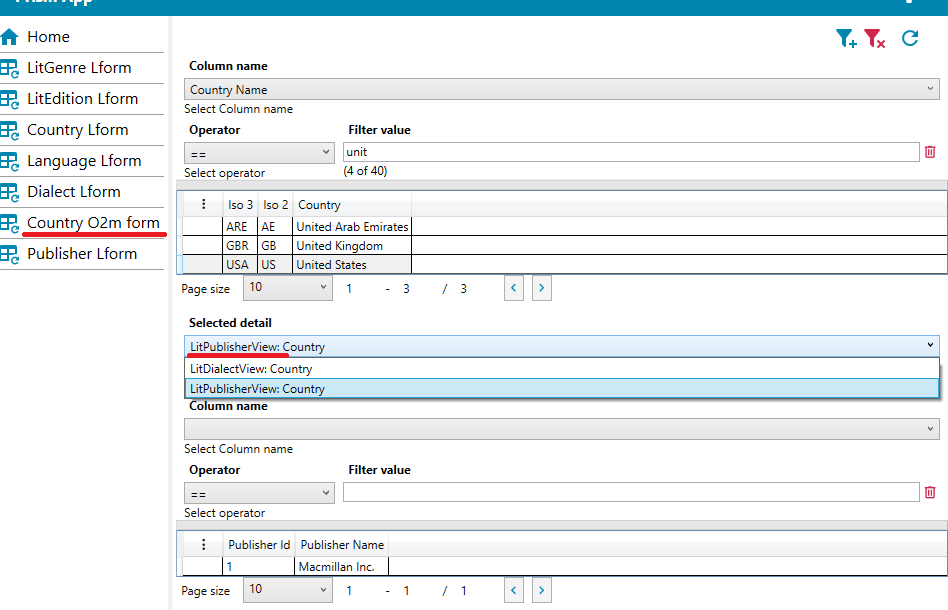 Prism App
Home
LitGenre Lform
LitEdition Lform
Country Lform
Language Lform
Dialect Lform
Country O2m form
Publisher Lform
Column name
Country Name
Select Column name
Operator Filter value
== unit
Select operator (4 of 40)
Iso 3 Iso 2 Country
ARE AE United Arab Emirates
GBR GB United Kingdom
USA US United States
Page size 10 1 - 3 / 3 < >
Selected detail
LitPublisherView: Country
LitDialectView: Country
LitPublisherView: Country
Column name
Select Column name
Operator Filter value
==
Select operator
Publisher Id Publisher Name
1 Macmillan Inc.
Page size 10 1 - 1 / 1 < >